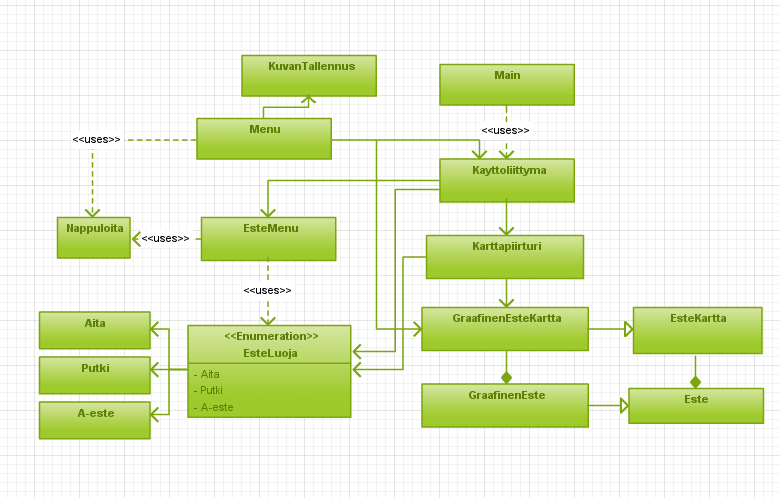 KuvanTallennus
Main
Menu
<<uses>>
<<uses>>
Kayttoliittyma
Nappuloita
<<uses>>
EsteMenu
Karttapiirturi
<<uses>>
Aita
Putki
A-este
<<Enumeration>>
EsteLuoja
- Aita
- Putki
- A-este
GraafinenEsteKartta
EsteKartta
GraafinenEste
Este